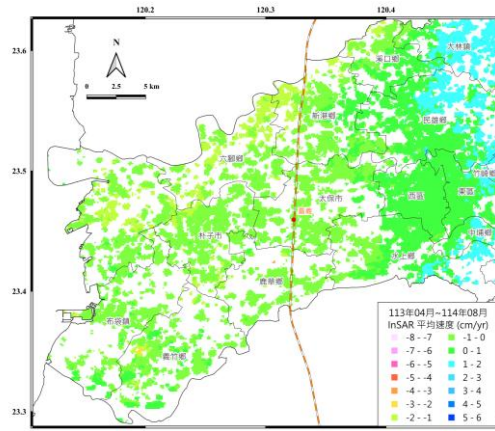 120.2 120.3 120.4
23.6
23.5
23.4
23.3
N
0 2.5 5 km
大林鎮
溪口鄉
民雄鄉
新港鄉
六腳鄉
竹崎鄉
東區
西區
太保市
嘉義
朴子市
中埔鄉
水上鄉
鹿草鄉
布袋鎮
義竹鄉
113年04月~114年08月
InSAR 平均速度 (cm/yr)
-8 - -7
-7 - -6
-6 - -5
-5 - -4
-4 - -3
-3 - -2
-2 - -1
-1 - 0
0 - 1
1 - 2
2 - 3
3 - 4
4 - 5
5 - 6